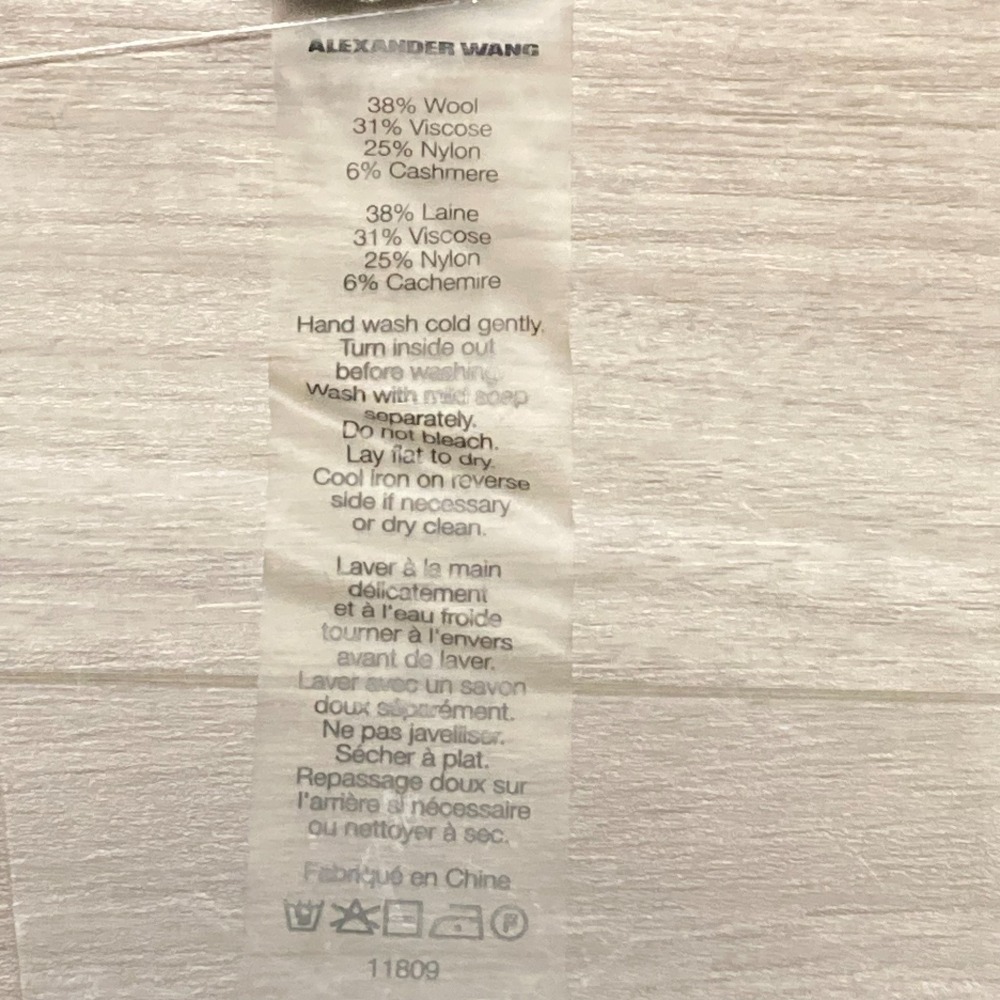 ALEXANDER WANG
38% Wool
31% Viscose
25% Nylon
6% Cashmere
38% Laine
31% Viscose
25% Nylon
6% Cachemire
Hand wash cold gently.
Turn inside out
before washing.
Wash with mild soap
separately.
Do not bleach.
Lay flat to dry.
Cool iron on reverse
side if necessary
or dry clean.
Laver à la main
délicatement
et à l'eau froide
tourner à l'envers
avant de laver.
Laver avec un savon
doux séparément.
Ne pas javelliser.
Sécher à plat.
Repassage doux sur
l'arrière si nécessaire
ou nettoyer à sec.
Fabriqué en Chine
P
11809